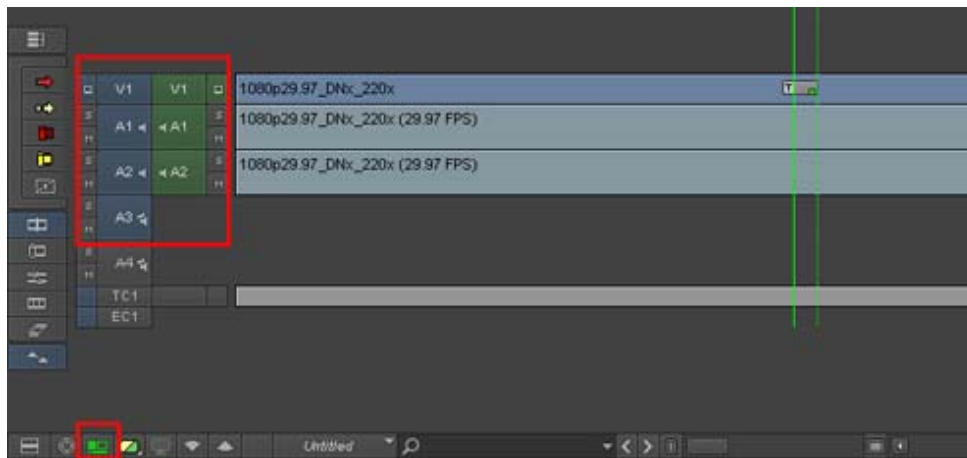 V1 V1 1080p29.97_DNx_220x T
S S
A1 A1 1080p29.97_DNx_220x (29.97 FPS)
M M
S S
A2 A2 1080p29.97_DNx_220x (29.97 FPS)
M M
S
A3
M
S
A4
M
TC1
EC1
Untitled